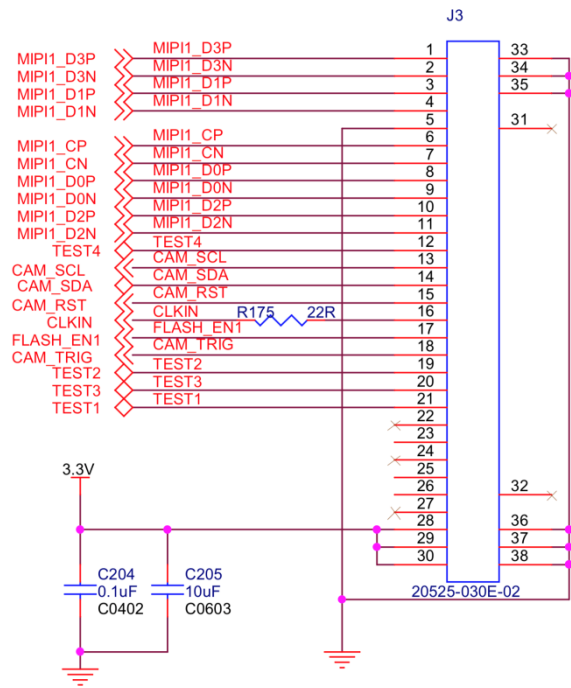 J3
MIPI1_D3P MIPI1_D3P 1 33
MIPI1_D3N MIPI1_D3N 2 34
MIPI1_D1P MIPI1_D1P 3 35
MIPI1_D1N MIPI1_D1N 4
5 31
MIPI1_CP MIPI1_CP 6
MIPI1_CN MIPI1_CN 7
MIPI1_D0P MIPI1_D0P 8
MIPI1_D0N MIPI1_D0N 9
MIPI1_D2P MIPI1_D2P 10
MIPI1_D2N MIPI1_D2N 11
TEST4 TEST4 12
CAM_SCL CAM_SCL 13
CAM_SDA CAM_SDA 14
CAM_RST CAM_RST 15
CLKIN CLKIN R175 22R 16
FLASH_EN1 FLASH_EN1 17
CAM_TRIG CAM_TRIG 18
TEST2 TEST2 19
TEST3 TEST3 20
TEST1 TEST1 21
22
23
24
25
26 32
27
3.3V
28 36
29 37
30 38
C204 C205
0.1uF 10uF
C0402 C0603
20525-030E-02